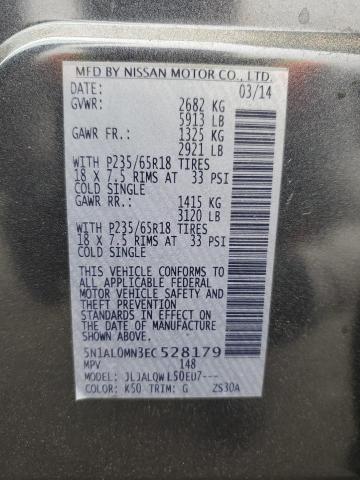 MFD BY NISSAN MOTOR CO., LTD.
DATE: 03/14
GVWR: 2682 KG
5913 LB
GAWR FR.: 1325 KG
2921 LB
WITH P235/65R18 TIRES
18 X 7.5 RIMS AT 33 PSI
COLD SINGLE
GAWR RR.: 1415 KG
3120 LB
WITH P235/65R18 TIRES
18 X 7.5 RIMS AT 33 PSI
COLD SINGLE
THIS VEHICLE CONFORMS TO
ALL APPLICABLE FEDERAL
MOTOR VEHICLE SAFETY
AND THEFT PREVENTION
STANDARDS IN EFFECT ON
THE DATE OF MANUFACTURE
SHOWN ABOVE.
5N1AL0MN3EC528179
MPV 148
MODEL: JLJALQWL50EU7---
COLOR: K50 TRIM: G ZS30A